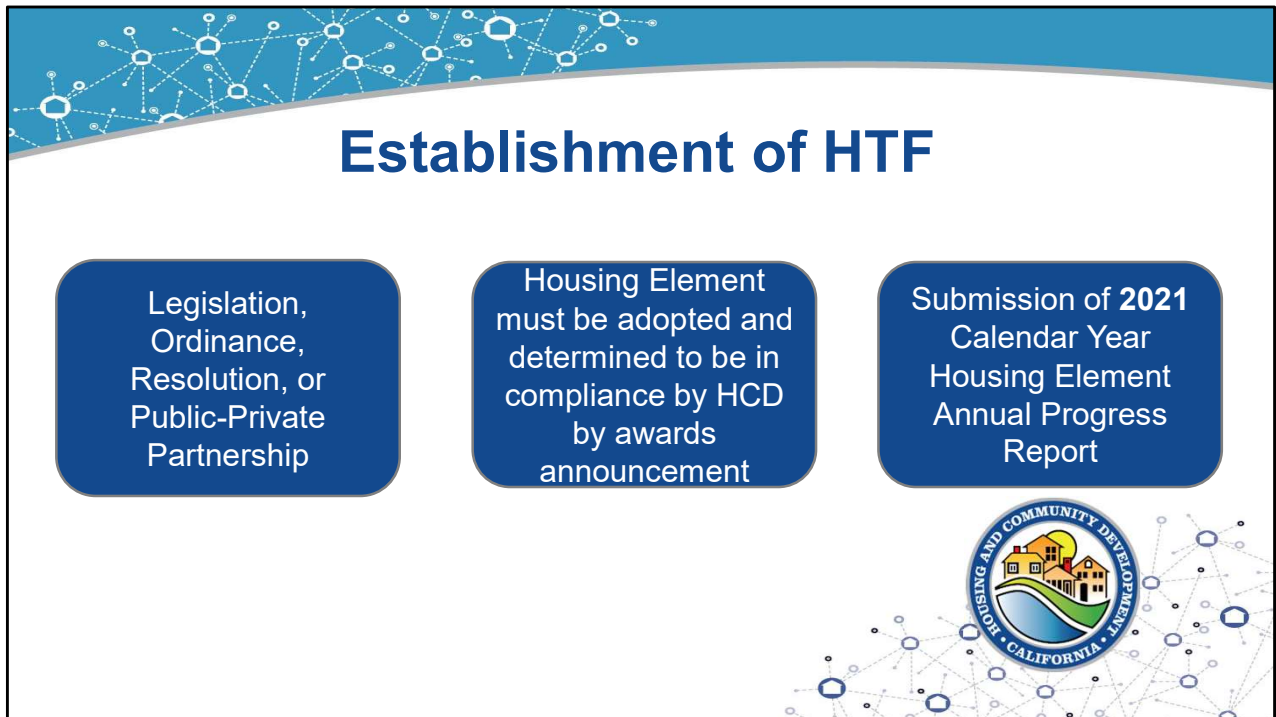 Establishment of HTF
Legislation,
Ordinance,
Resolution, or
Public-Private
Partnership
Housing Element
must be adopted and
determined to be in
compliance by HCD
by awards
announcement
Submission of 2021
Calendar Year
Housing Element
Annual Progress
Report
HOUSING AND COMMUNITY DEVELOPMENT • CALIFORNIA •